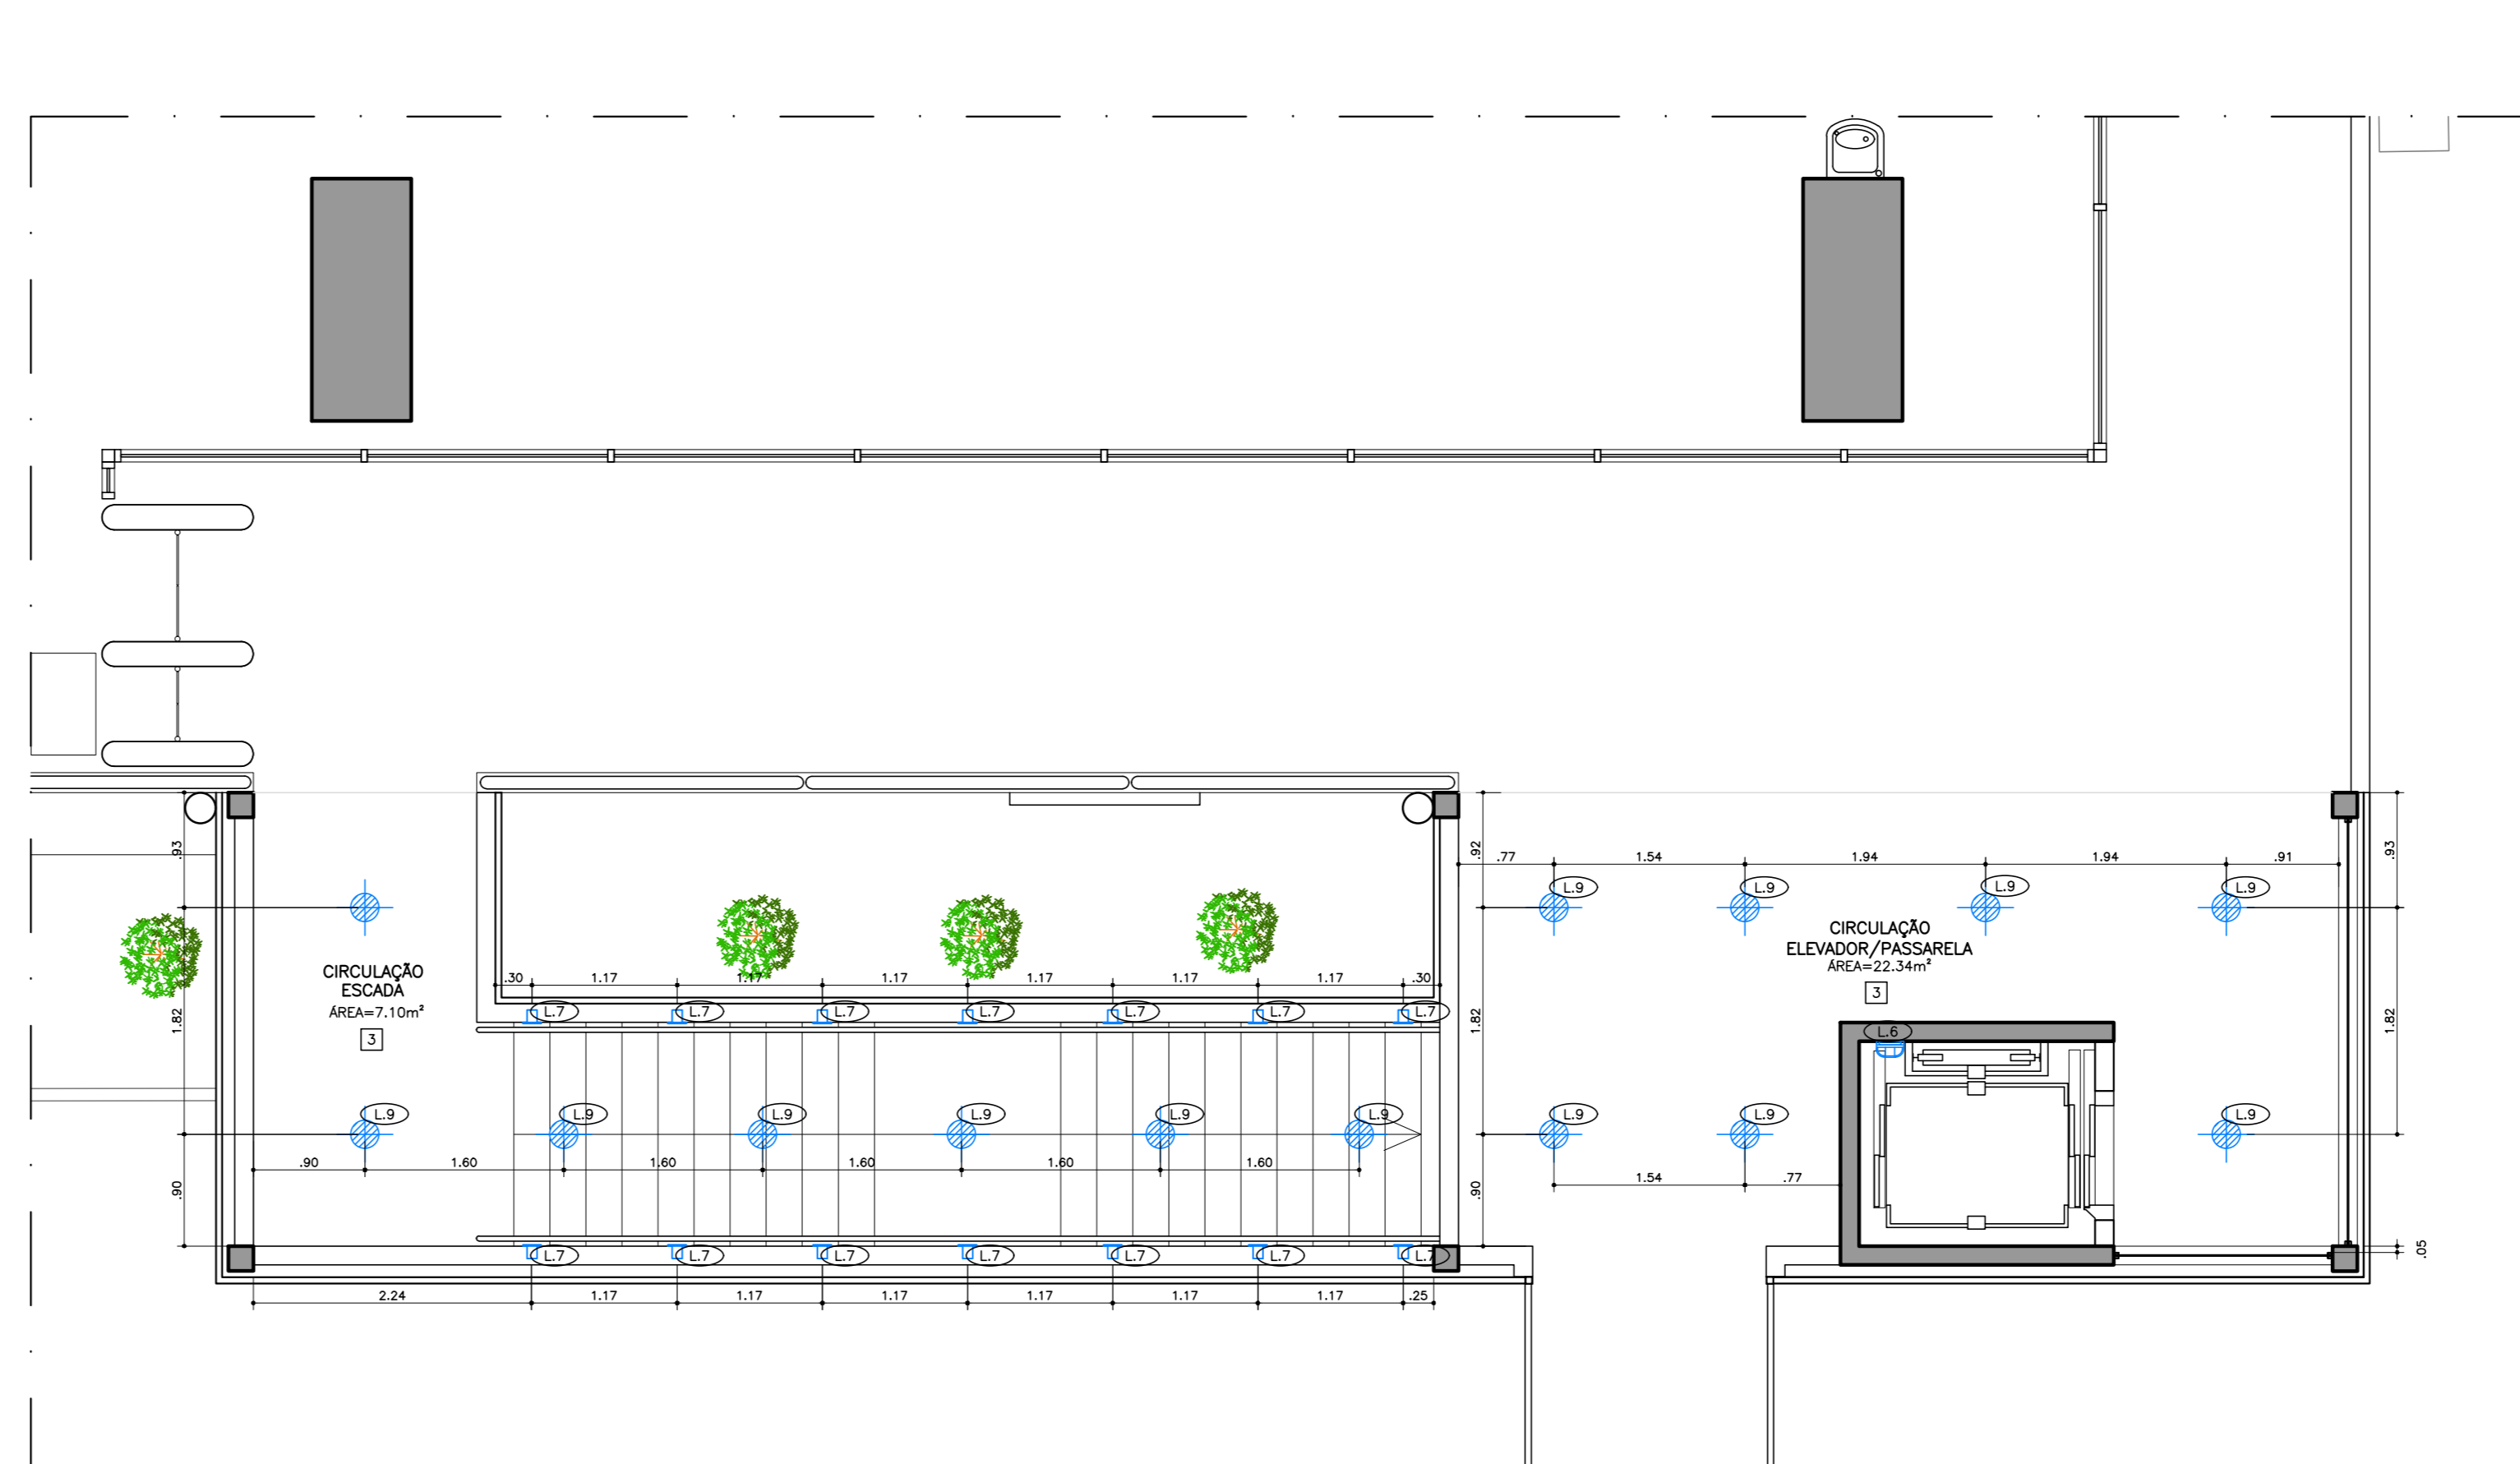 .92
.93
.93
.77
1.54
1.94
1.94
.91
L.9
L.9
L.9
L.9
CIRCULAÇÃO
ELEVADOR/PASSARELA
ÁREA=22.34m²
3
CIRCULAÇÃO
ESCADA
ÁREA=7.10m²
3
.30
1.17
1.17
1.17
1.17
1.17
1.17
.30
L.7
L.7
L.7
L.7
L.7
L.7
L.7
1.82
1.82
1.82
L.6
L.9
L.9
L.9
L.9
L.9
L.9
L.9
L.9
L.9
.90
1.60
1.60
1.60
1.60
1.60
1.54
.77
.90
.90
L.7
L.7
L.7
L.7
L.7
L.7
L.7
.05
2.24
1.17
1.17
1.17
1.17
1.17
1.17
.25